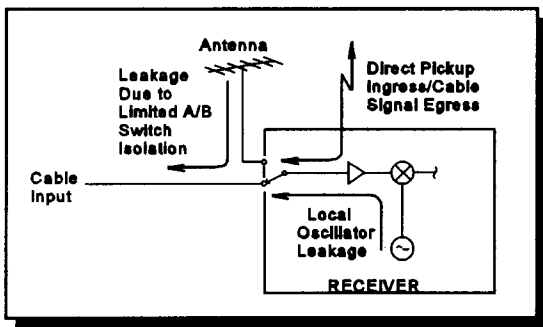 Antenna
Leakage
Due to
Limited A/B
Switch
Isolation
Direct Pickup
Ingress/Cable
Signal Egress
Cable
Input
Local
Oscillator
Leakage
RECEIVER